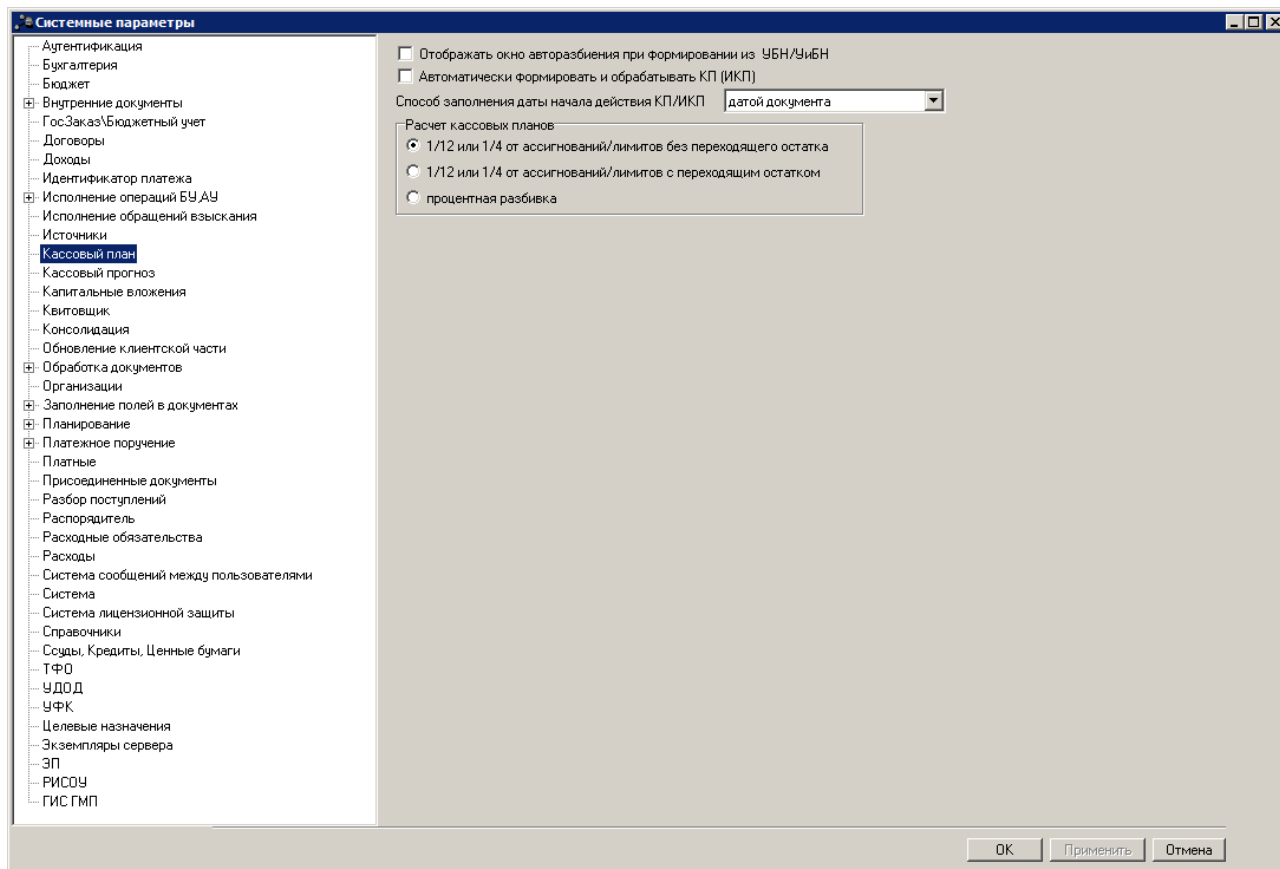 Системные параметры
Аутентификация
Бухгалтерия
Бюджет
Внутренние документы
ГосЗаказ\Бюджетный учет
Договоры
Доходы
Идентификатор платежа
Исполнение операций БУ,АУ
Исполнение обращений взыскания
Источники
Кассовый план
Кассовый прогноз
Капитальные вложения
Квитовщик
Консолидация
Обновление клиентской части
Обработка документов
Организации
Заполнение полей в документах
Планирование
Платежное поручение
Платные
Присоединенные документы
Разбор поступлений
Распорядитель
Расходные обязательства
Расходы
Система сообщений между пользователями
Система
Система лицензионной защиты
Справочники
Ссуды, Кредиты, Ценные бумаги
ТФО
УДОД
УФК
Целевые назначения
Экземпляры сервера
ЭП
РИСОУ
ГИС ГМП
Отображать окно авторазбиения при формировании из УБН/УиБН
Автоматически формировать и обрабатывать КП (ИКП)
Способ заполнения даты начала действия КП/ИКП датой документа
Расчет кассовых планов
1/12 или 1/4 от ассигнований/лимитов без переходящего остатка
1/12 или 1/4 от ассигнований/лимитов с переходящим остатком
процентная разбивка
OK Применить Отмена